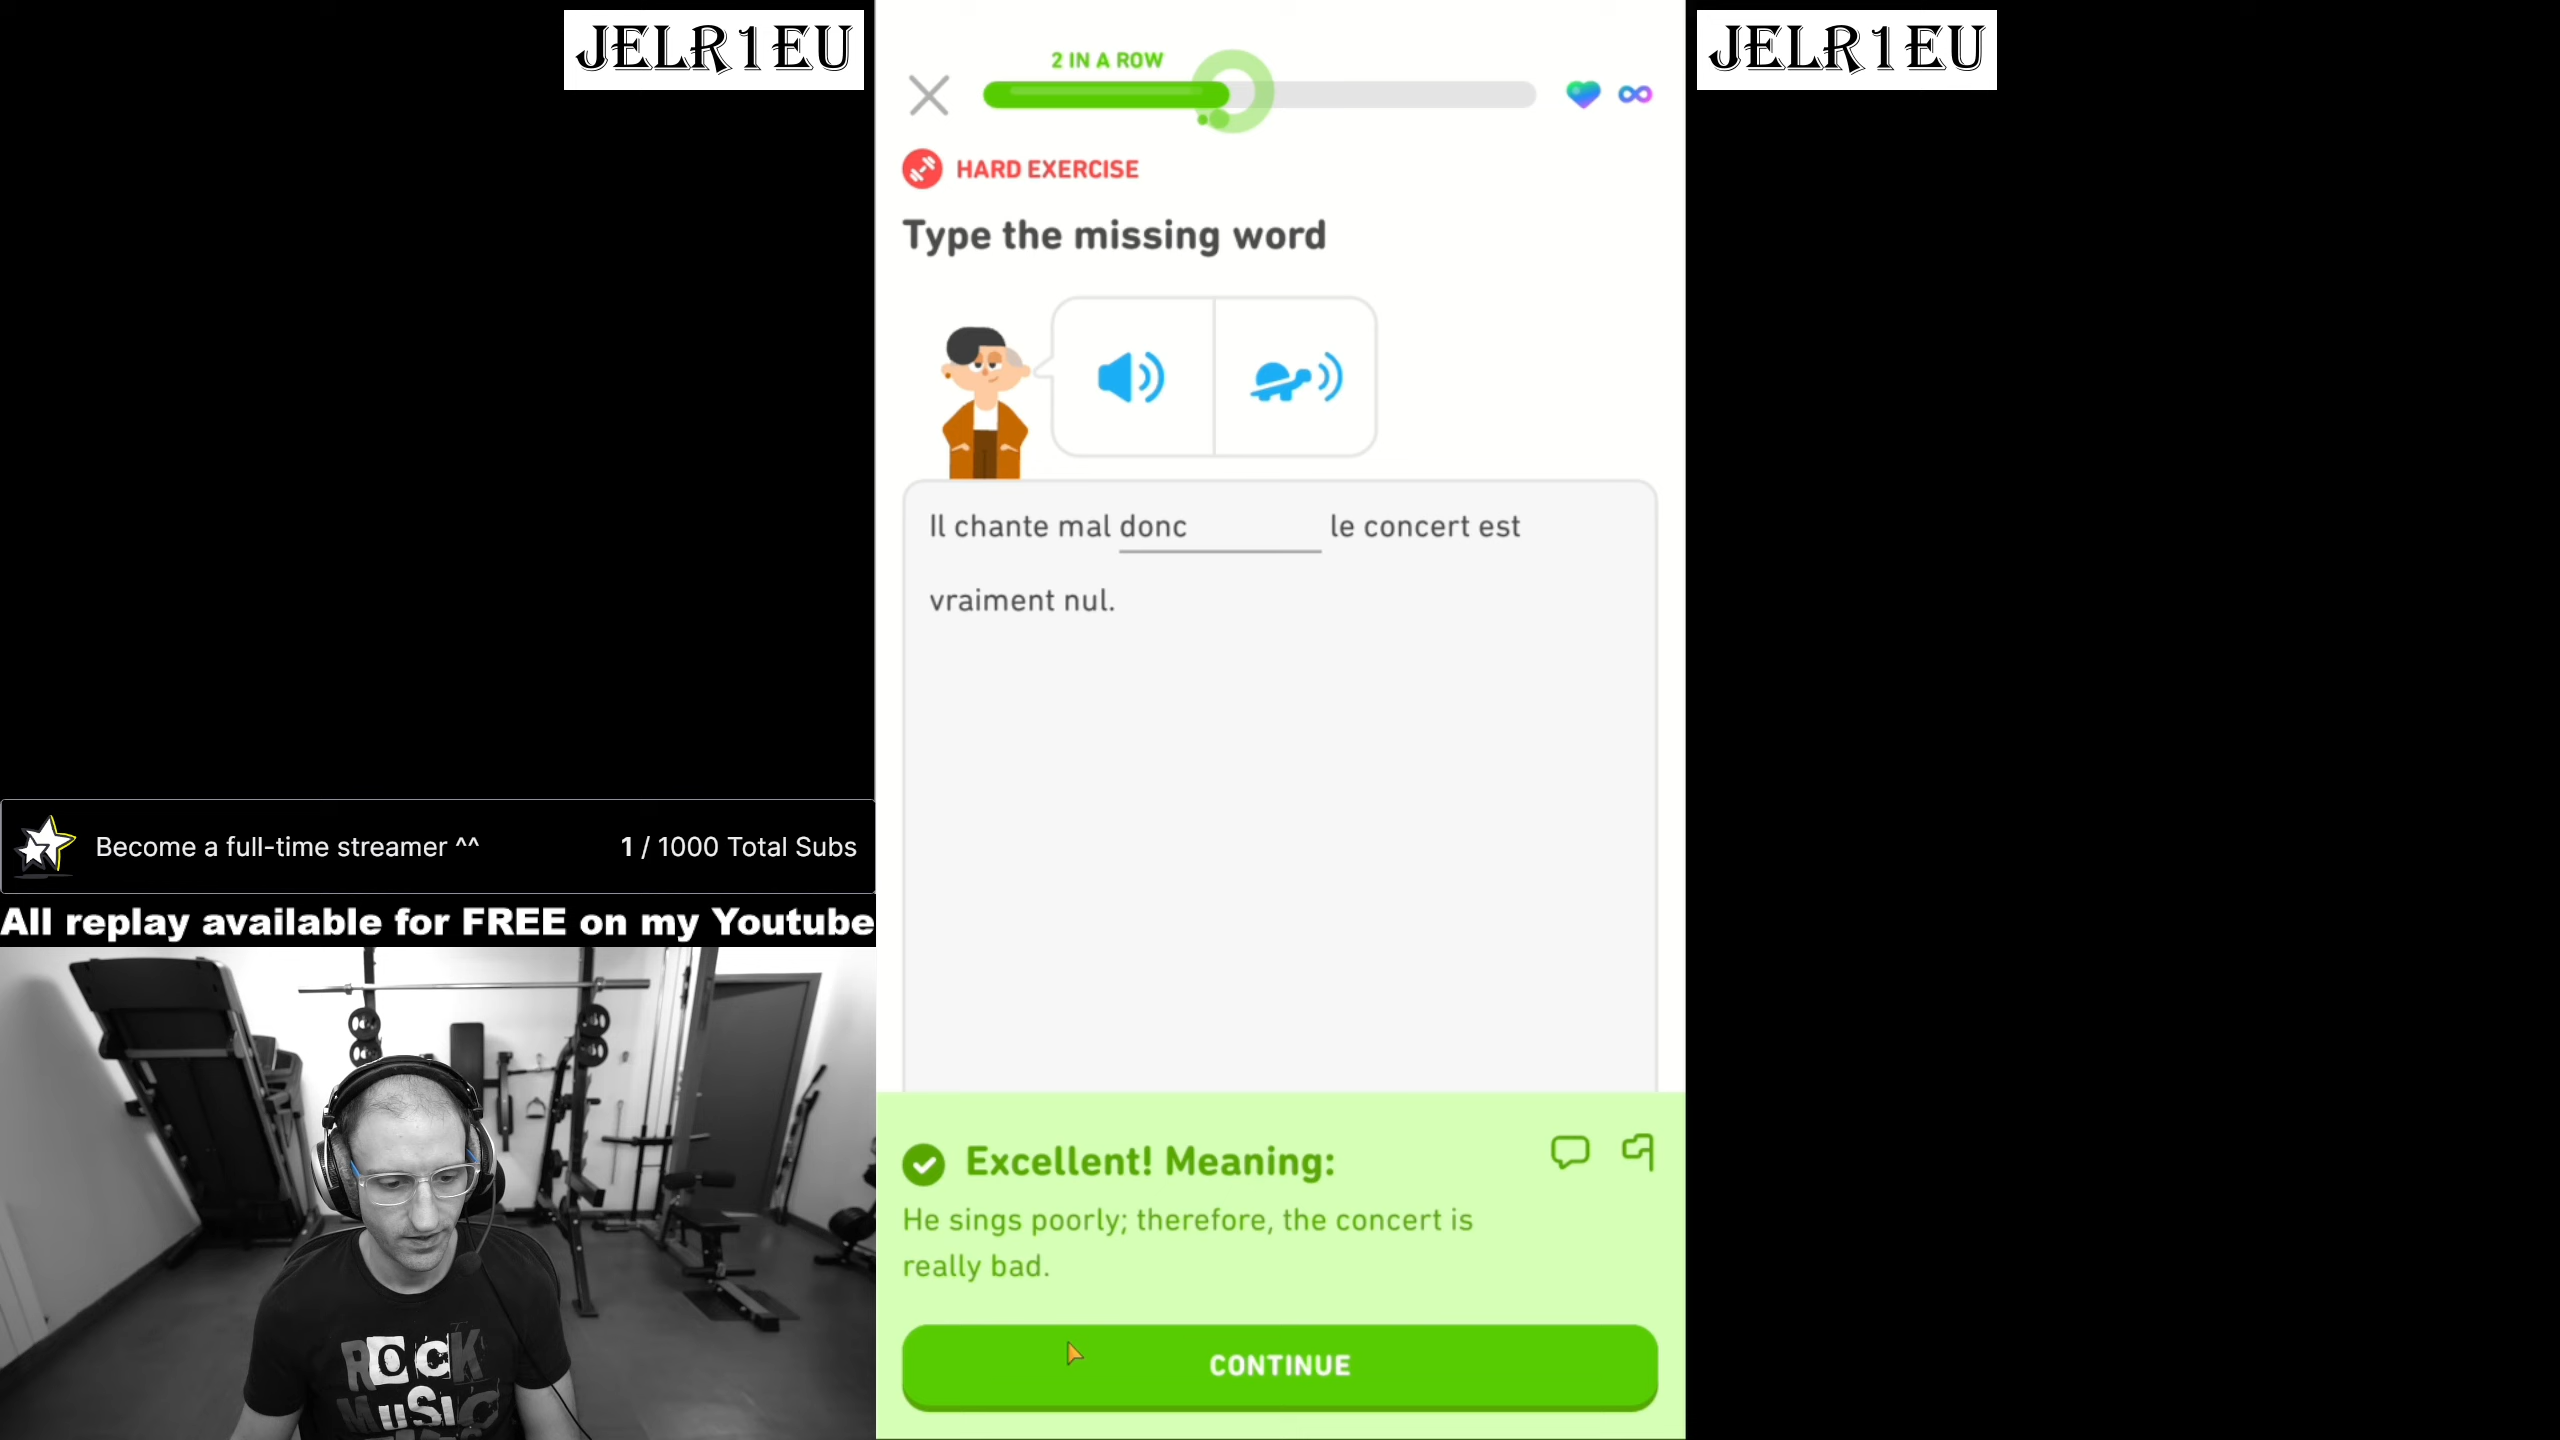 JELR1EU
JELR1EU
2 IN A ROW
HARD EXERCISE
Type the missing word
Il chante mal donc le concert est
vraiment nul.
Excellent! Meaning:
He sings poorly; therefore, the concert is
really bad.
CONTINUE
Become a full-time streamer ^^ 1 / 1000 Total Subs
All replay available for FREE on my Youtube
ROCK
MUSIC